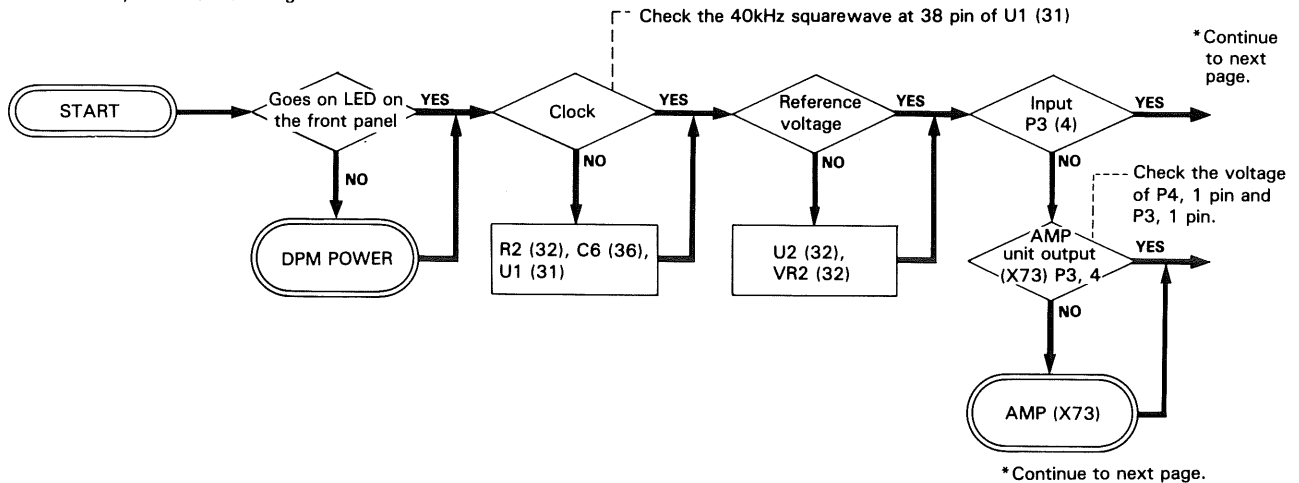 Check the 40kHz squarewave at 38 pin of U1 (31)
*Continue
to next
page.
START
Goes on LED on
the front panel
YES
NO
DPM POWER
Clock
YES
NO
R2 (32), C6 (36),
U1 (31)
Reference
voltage
YES
NO
U2 (32),
VR2 (32)
Input
P3 (4)
YES
NO
Check the voltage
of P4, 1 pin and
P3, 1 pin.
AMP
unit output
(X73) P3, 4
YES
NO
AMP (X73)
*Continue to next page.